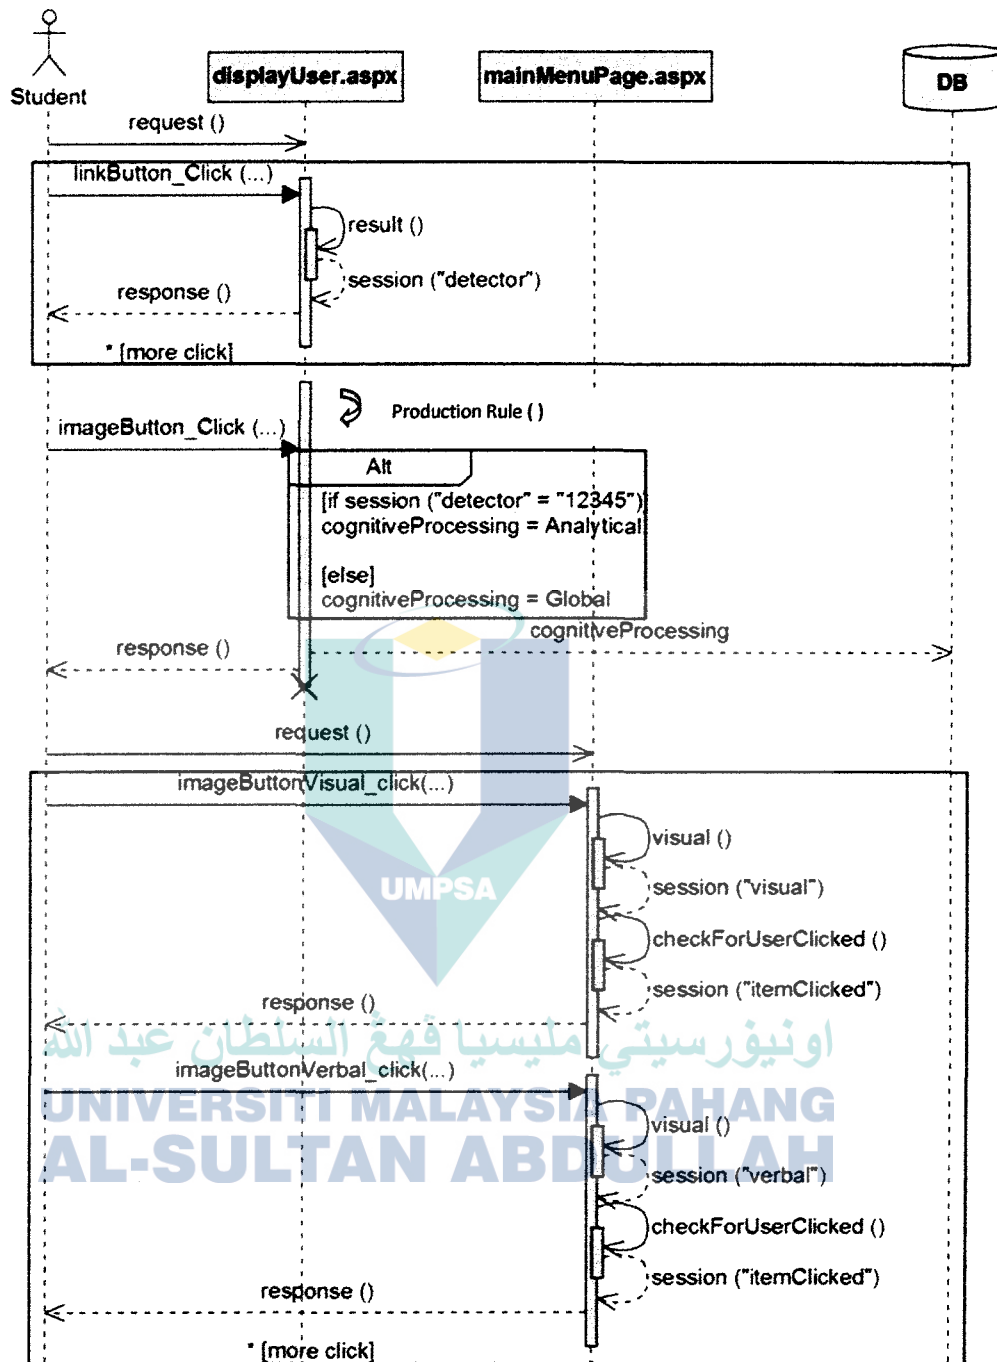 Student
displayUser.aspx
mainMenuPage.aspx
DB
request ()
linkButton_Click (...)
result ()
session ("detector")
response ()
* [more click]
Production Rule ( )
imageButton_Click (...)
Alt
[if session ("detector" = "12345")
cognitiveProcessing = Analytical
[else]
cognitiveProcessing = Global
cognitiveProcessing
response ()
request ()
imageButtonVisual_click(...)
visual ()
session ("visual")
UMPSA
checkForUserClicked ()
session ("itemClicked")
response ()
اونيۏرسيتي مليسيا ڤهڠ السلطان عبد الله
imageButtonVerbal_click(...)
UNIVERSITI MALAYSIA PAHANG
visual ()
AL-SULTAN ABDULLAH
session ("verbal")
checkForUserClicked ()
session ("itemClicked")
response ()
* [more click]